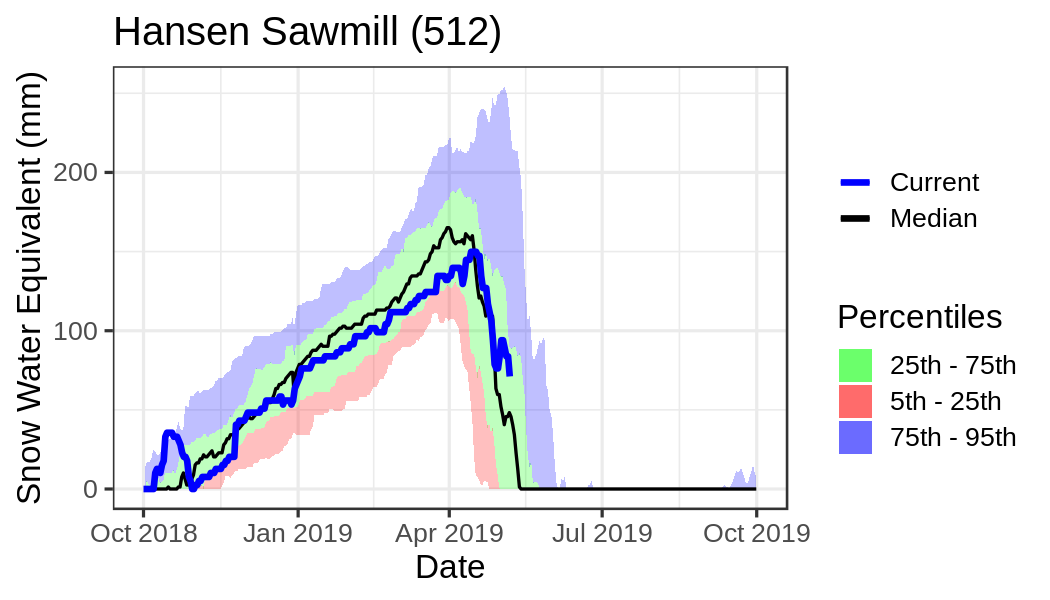 Hansen Sawmill (512)
Snow Water Equivalent (mm)
200
100
0
Oct 2018 Jan 2019 Apr 2019 Jul 2019 Oct 2019
Date
Current
Median
Percentiles
25th - 75th
5th - 25th
75th - 95th